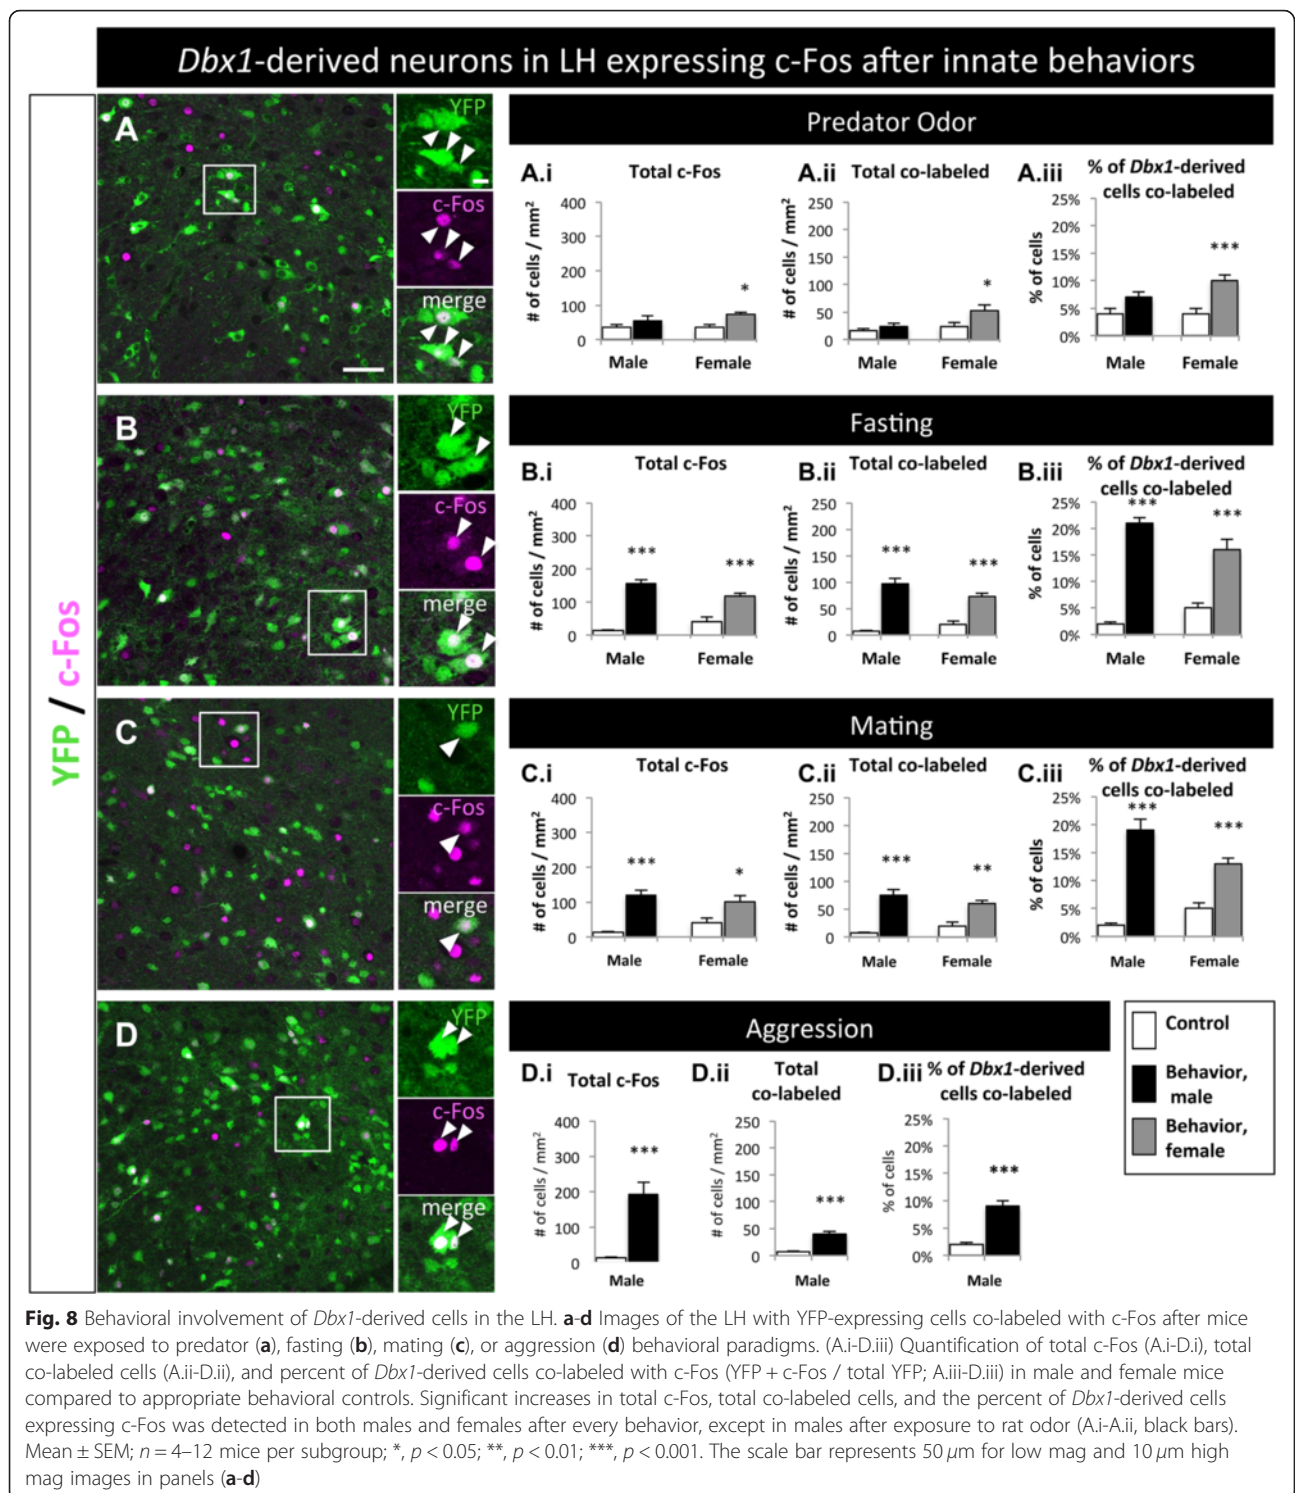 Dbx1-derived neurons in LH expressing c-Fos after innate behaviors
YFP / c-Fos
A
YFP
c-Fos
merge
Predator Odor
A.i
Total c-Fos
# of cells / mm²
400
300
200
100
0
Male
Female
*
A.ii
Total co-labeled
# of cells / mm²
250
200
150
100
50
0
Male
Female
*
A.iii
% of Dbx1-derived
cells co-labeled
% of cells
25%
20%
15%
10%
5%
0%
Male
Female
***
B
YFP
c-Fos
merge
Fasting
B.i
Total c-Fos
# of cells / mm²
400
300
200
100
0
Male
Female
***
***
B.ii
Total co-labeled
# of cells / mm²
250
200
150
100
50
0
Male
Female
***
***
B.iii
% of Dbx1-derived
cells co-labeled
% of cells
25%
20%
15%
10%
5%
0%
Male
Female
***
***
C
YFP
c-Fos
merge
Mating
C.i
Total c-Fos
# of cells / mm²
400
300
200
100
0
Male
Female
***
*
C.ii
Total co-labeled
# of cells / mm²
250
200
150
100
50
0
Male
Female
***
**
C.iii
% of Dbx1-derived
cells co-labeled
% of cells
25%
20%
15%
10%
5%
0%
Male
Female
***
***
D
YFP
c-Fos
merge
Aggression
D.i
Total c-Fos
# of cells / mm²
400
300
200
100
0
Male
***
D.ii
Total
co-labeled
# of cells / mm²
250
200
150
100
50
0
Male
***
D.iii
% of Dbx1-derived
cells co-labeled
% of cells
25%
20%
15%
10%
5%
0%
Male
***
Control
Behavior,
male
Behavior,
female
Fig. 8 Behavioral involvement of Dbx1-derived cells in the LH. a-d Images of the LH with YFP-expressing cells co-labeled with c-Fos after mice
were exposed to predator (a), fasting (b), mating (c), or aggression (d) behavioral paradigms. (A.i-D.iii) Quantification of total c-Fos (A.i-D.i), total
co-labeled cells (A.ii-D.ii), and percent of Dbx1-derived cells co-labeled with c-Fos (YFP + c-Fos / total YFP; A.iii-D.iii) in male and female mice
compared to appropriate behavioral controls. Significant increases in total c-Fos, total co-labeled cells, and the percent of Dbx1-derived cells
expressing c-Fos was detected in both males and females after every behavior, except in males after exposure to rat odor (A.i-A.ii, black bars).
Mean ± SEM; n = 4–12 mice per subgroup; *, p < 0.05; **, p < 0.01; ***, p < 0.001. The scale bar represents 50 μm for low mag and 10 μm high
mag images in panels (a-d)